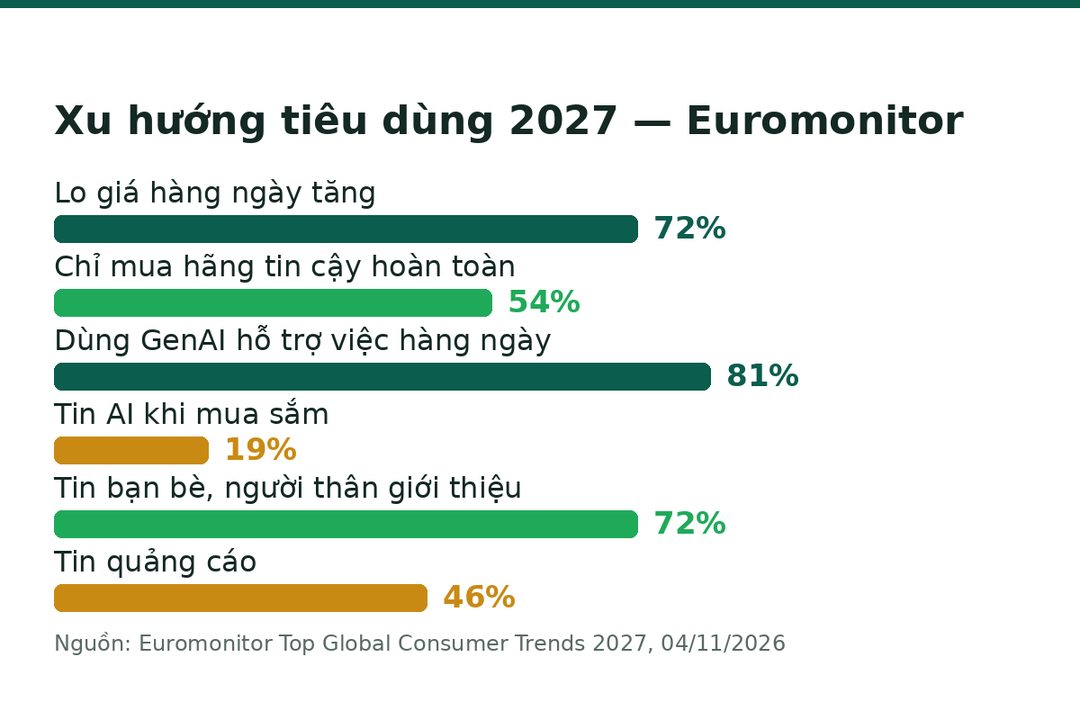 Xu hướng tiêu dùng 2027 — Euromonitor
Lo giá hàng ngày tăng
72%
Chỉ mua hãng tin cậy hoàn toàn
54%
Dùng GenAI hỗ trợ việc hàng ngày
81%
Tin AI khi mua sắm
19%
Tin bạn bè, người thân giới thiệu
72%
Tin quảng cáo
46%
Nguồn: Euromonitor Top Global Consumer Trends 2027, 04/11/2026